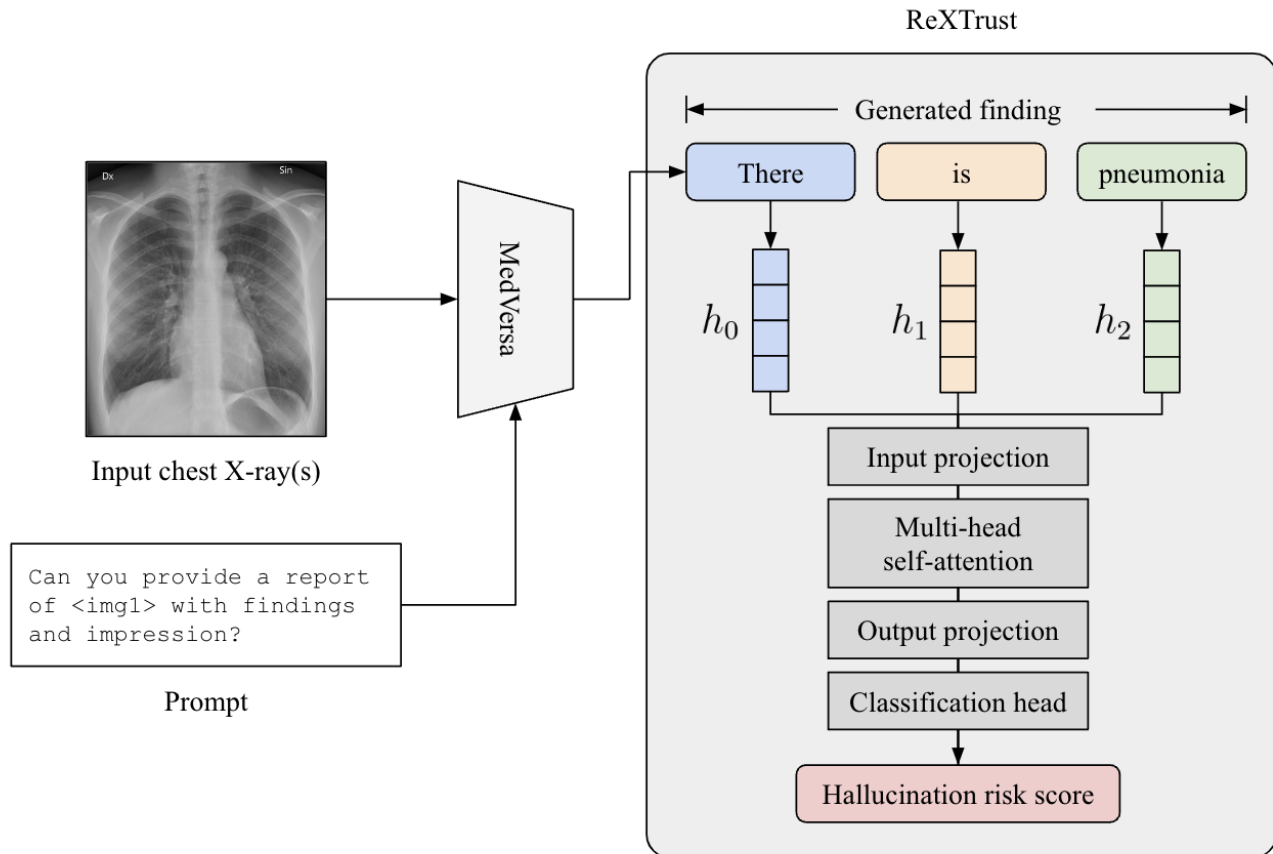 ReXTrust
Generated finding
There
is
pneumonia
h0
h1
h2
Input projection
Multi-head
self-attention
Output projection
Classification head
Hallucination risk score
Dx
Sin
MedVersa
Input chest X-ray(s)
Can you provide a report
of <img1> with findings
and impression?
Prompt